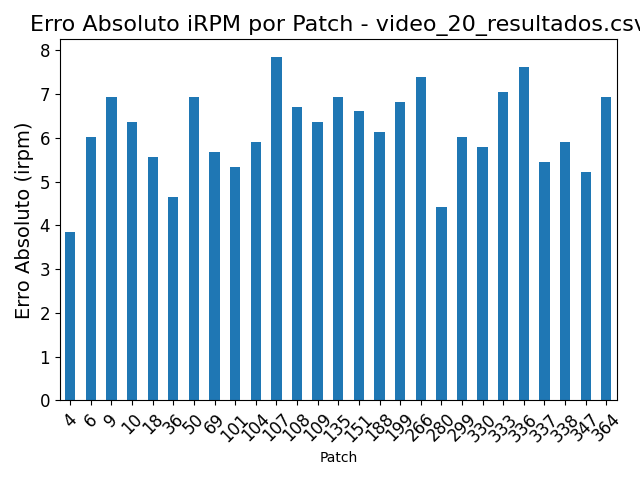 Erro Absoluto iRPM por Patch - video_20_resultados.csv
8
7
6
5
4
3
2
1
0
Erro Absoluto (irpm)
4 6 9 10 18 36 50 69 101 104 107 108 109 135 151 188 199 266 280 299 330 333 336 337 338 347 364
Patch